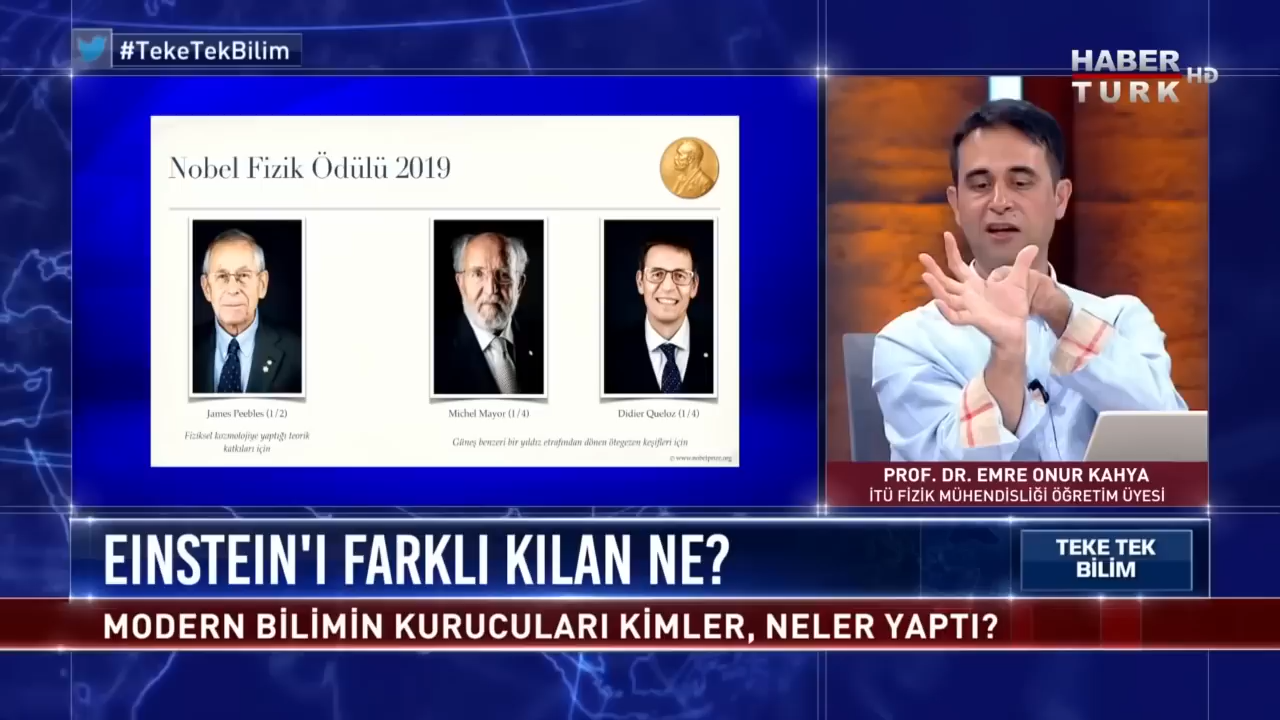 #TekeTekBilim
HABER
TURK HD
Nobel Fizik Ödülü 2019
James Peebles (1/2)
Fiziksel kozmolojiye yaptığı teorik
katkıları için
Michel Mayor (1/4)
Didier Queloz (1/4)
Güneş benzeri bir yıldız etrafından dönen ötegezen keşifleri için
© www.nobelprize.org
PROF. DR. EMRE ONUR KAHYA
İTÜ FİZİK MÜHENDİSLİĞİ ÖĞRETİM ÜYESİ
EINSTEIN'I FARKLI KILAN NE?
TEKE TEK
BİLİM
MODERN BİLİMİN KURUCULARI KİMLER, NELER YAPTI?